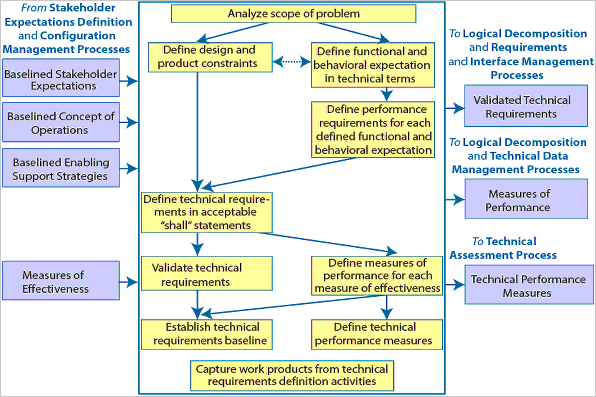 From Stakeholder
Expectations Definition
and Configuration
Management Processes
Baselined Stakeholder
Expectations
Baselined Concept of
Operations
Baselined Enabling
Support Strategies
Measures of
Effectiveness
Analyze scope of problem
Define design and
product constraints
Define functional and
behavioral expectation
in technical terms
Define performance
requirements for each
defined functional and
behavioral expectation
Define technical require-
ments in acceptable
“shall” statements
Validate technical
requirements
Define measures of
performance for each
measure of effectiveness
Establish technical
requirements baseline
Define technical
performance measures
Capture work products from technical
requirements definition activities
To Logical Decomposition
and Requirements
and Interface Management
Processes
Validated Technical
Requirements
To Logical Decomposition
and Technical Data
Management Processes
Measures of
Performance
To Technical
Assessment Process
Technical Performance
Measures